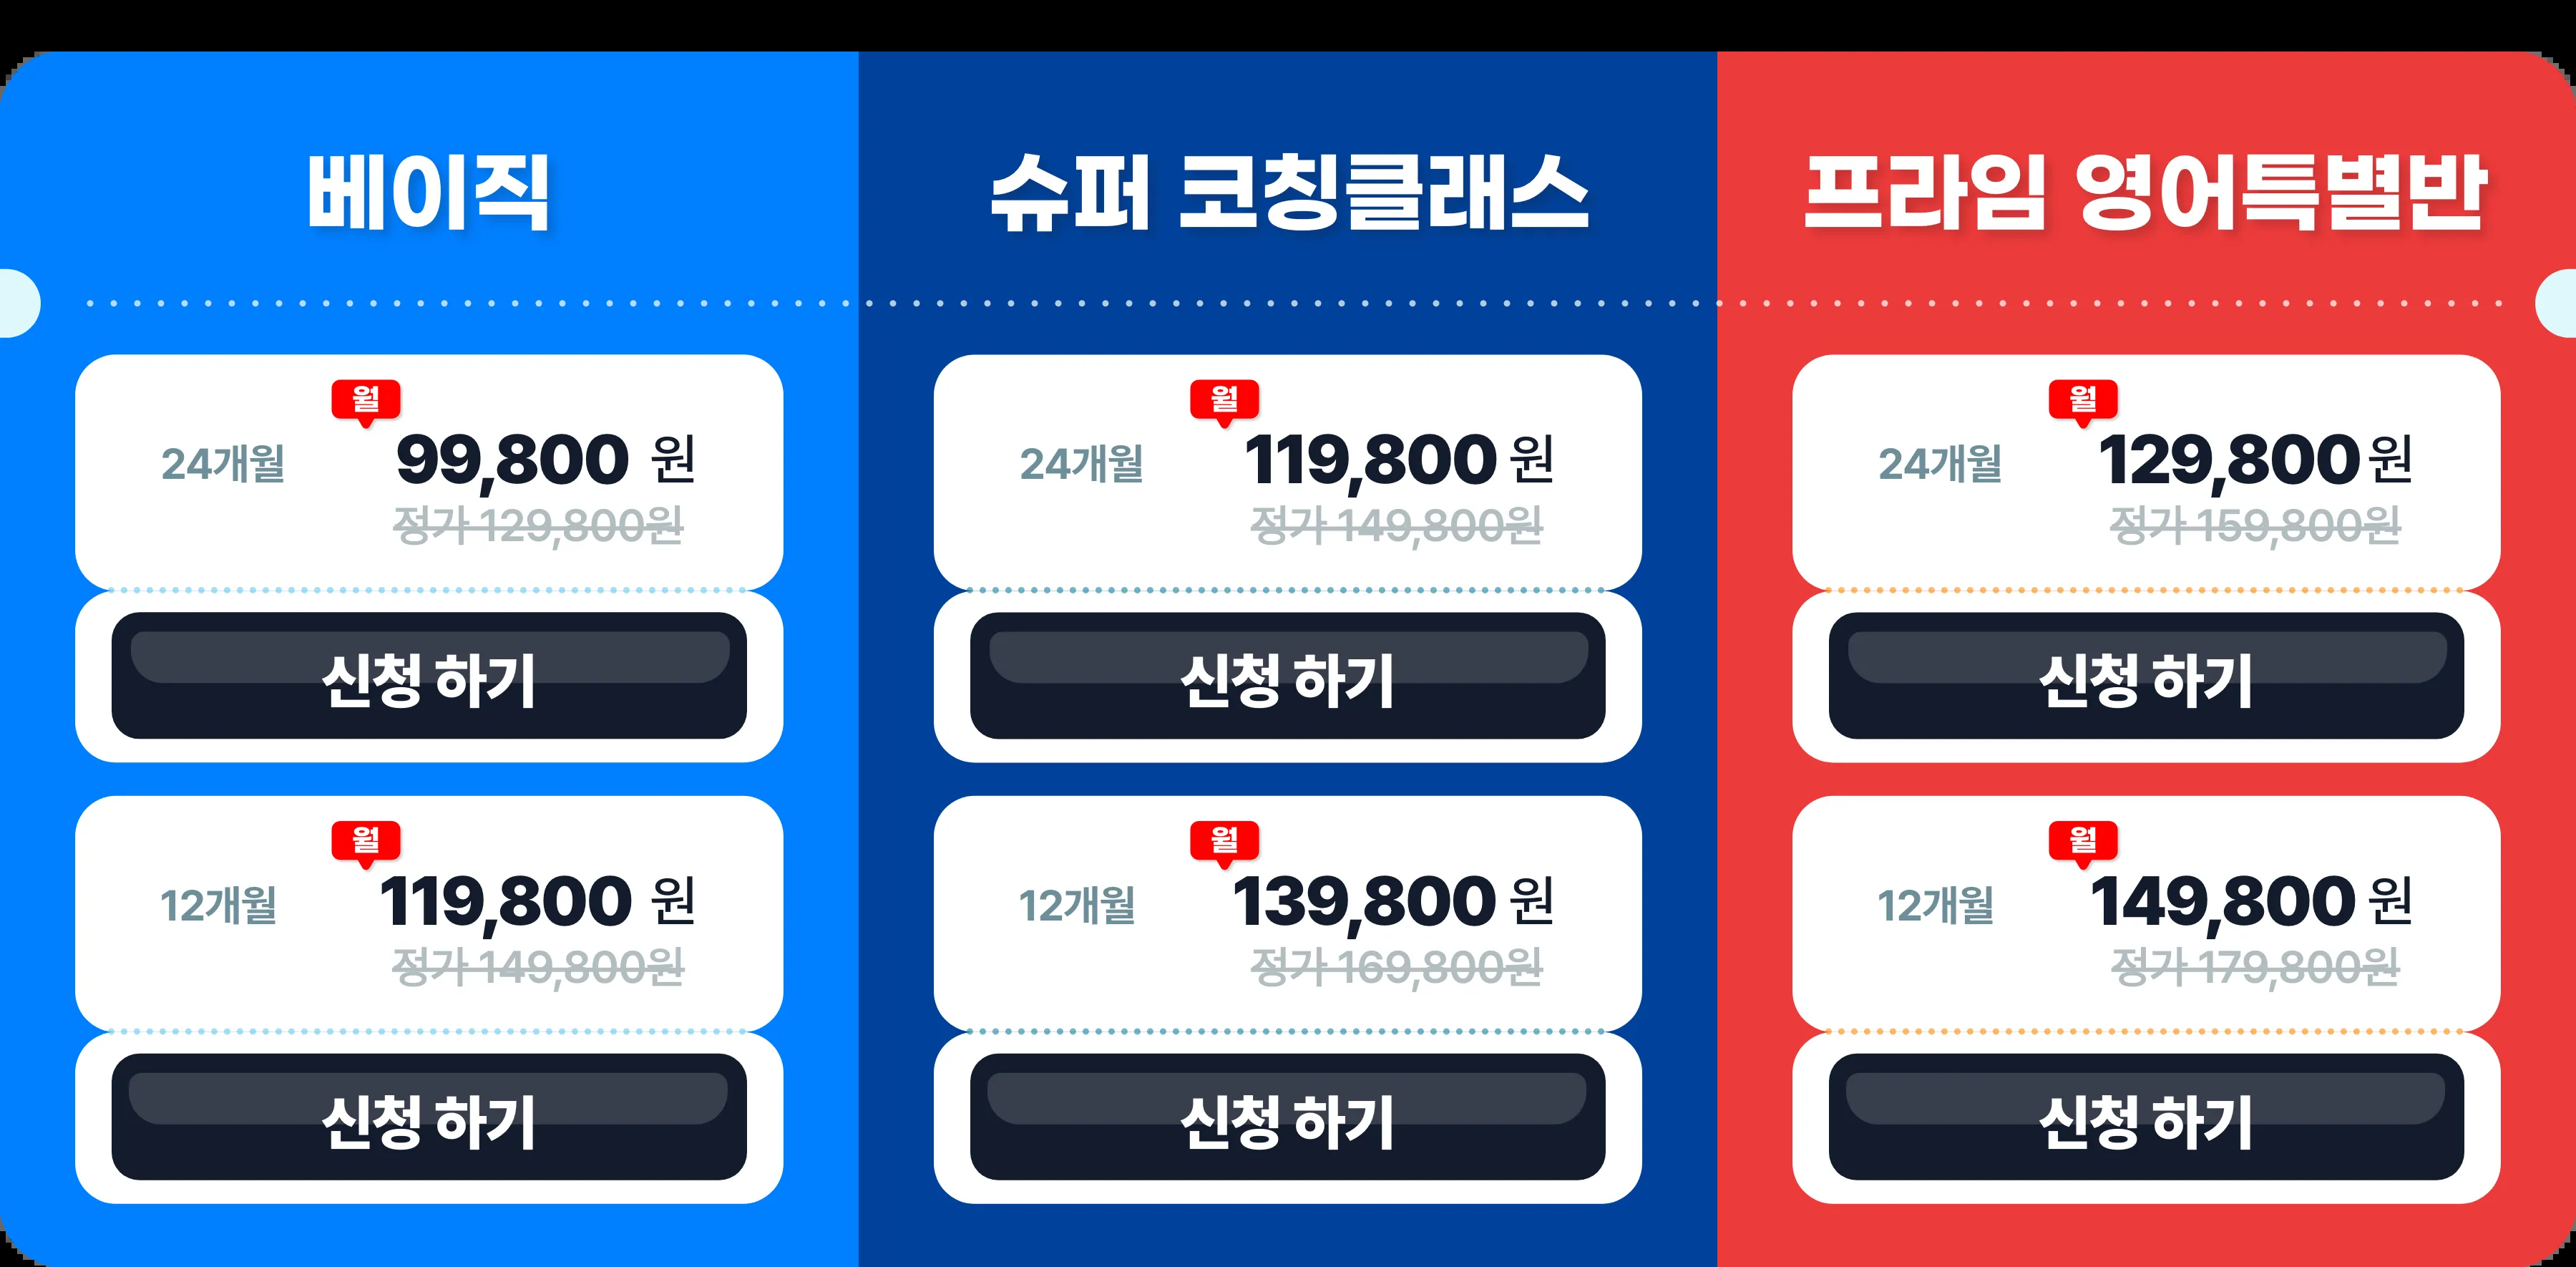 베이직
월
24개월 99,800 원
정가 129,800원
신청 하기
월
12개월 119,800 원
정가 149,800원
신청 하기
슈퍼 코칭클래스
월
24개월 119,800 원
정가 149,800원
신청 하기
월
12개월 139,800 원
정가 169,800원
신청 하기
프라임 영어특별반
월
24개월 129,800 원
정가 159,800원
신청 하기
월
12개월 149,800 원
정가 179,800원
신청 하기